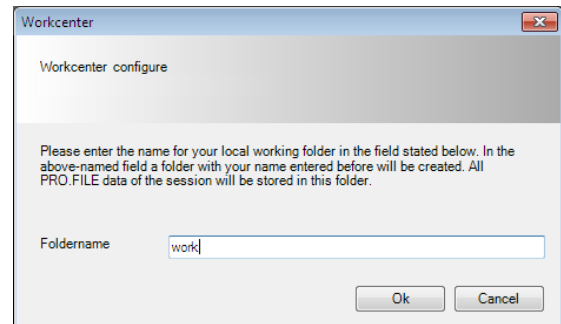 Workcenter
Workcenter configure
Please enter the name for your local working folder in the field stated below. In the
above-named field a folder with your name entered before will be created. All
PRO.FILE data of the session will be stored in this folder.
Foldername work
Ok Cancel